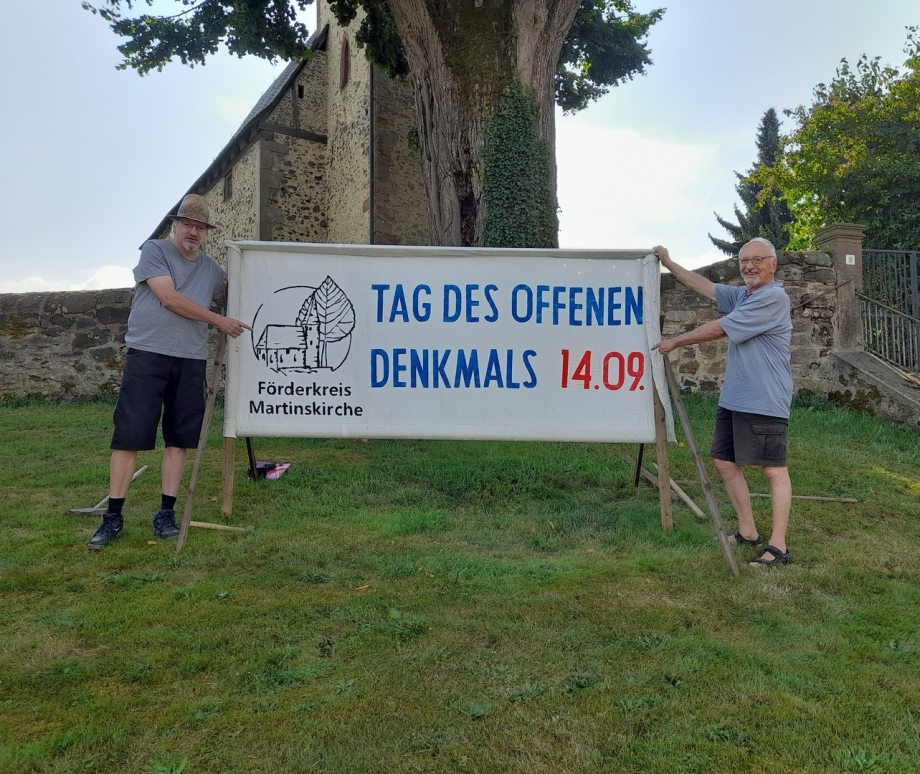 TAG DES OFFENEN
DENKMALS 14.09.
Förderkreis
Martinskirche